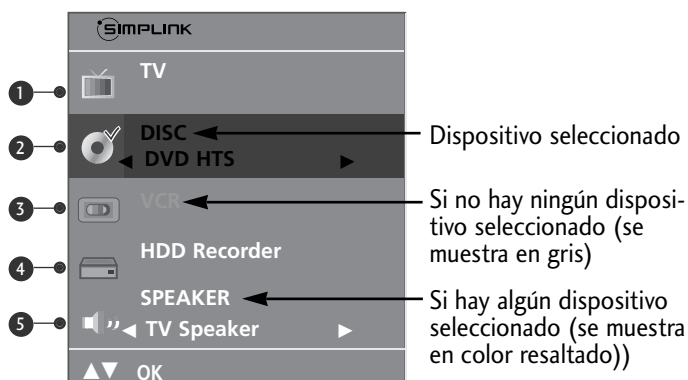 SIMPLINK
1 TV
2 DISC
◄ DVD HTS ►
Dispositivo seleccionado
3 VCR
Si no hay ningún disposi-
tivo seleccionado (se
muestra en gris)
4 HDD Recorder
5 SPEAKER
◄ TV Speaker ►
Si hay algún dispositivo
seleccionado (se muestra
en color resaltado))
▲▼ OK